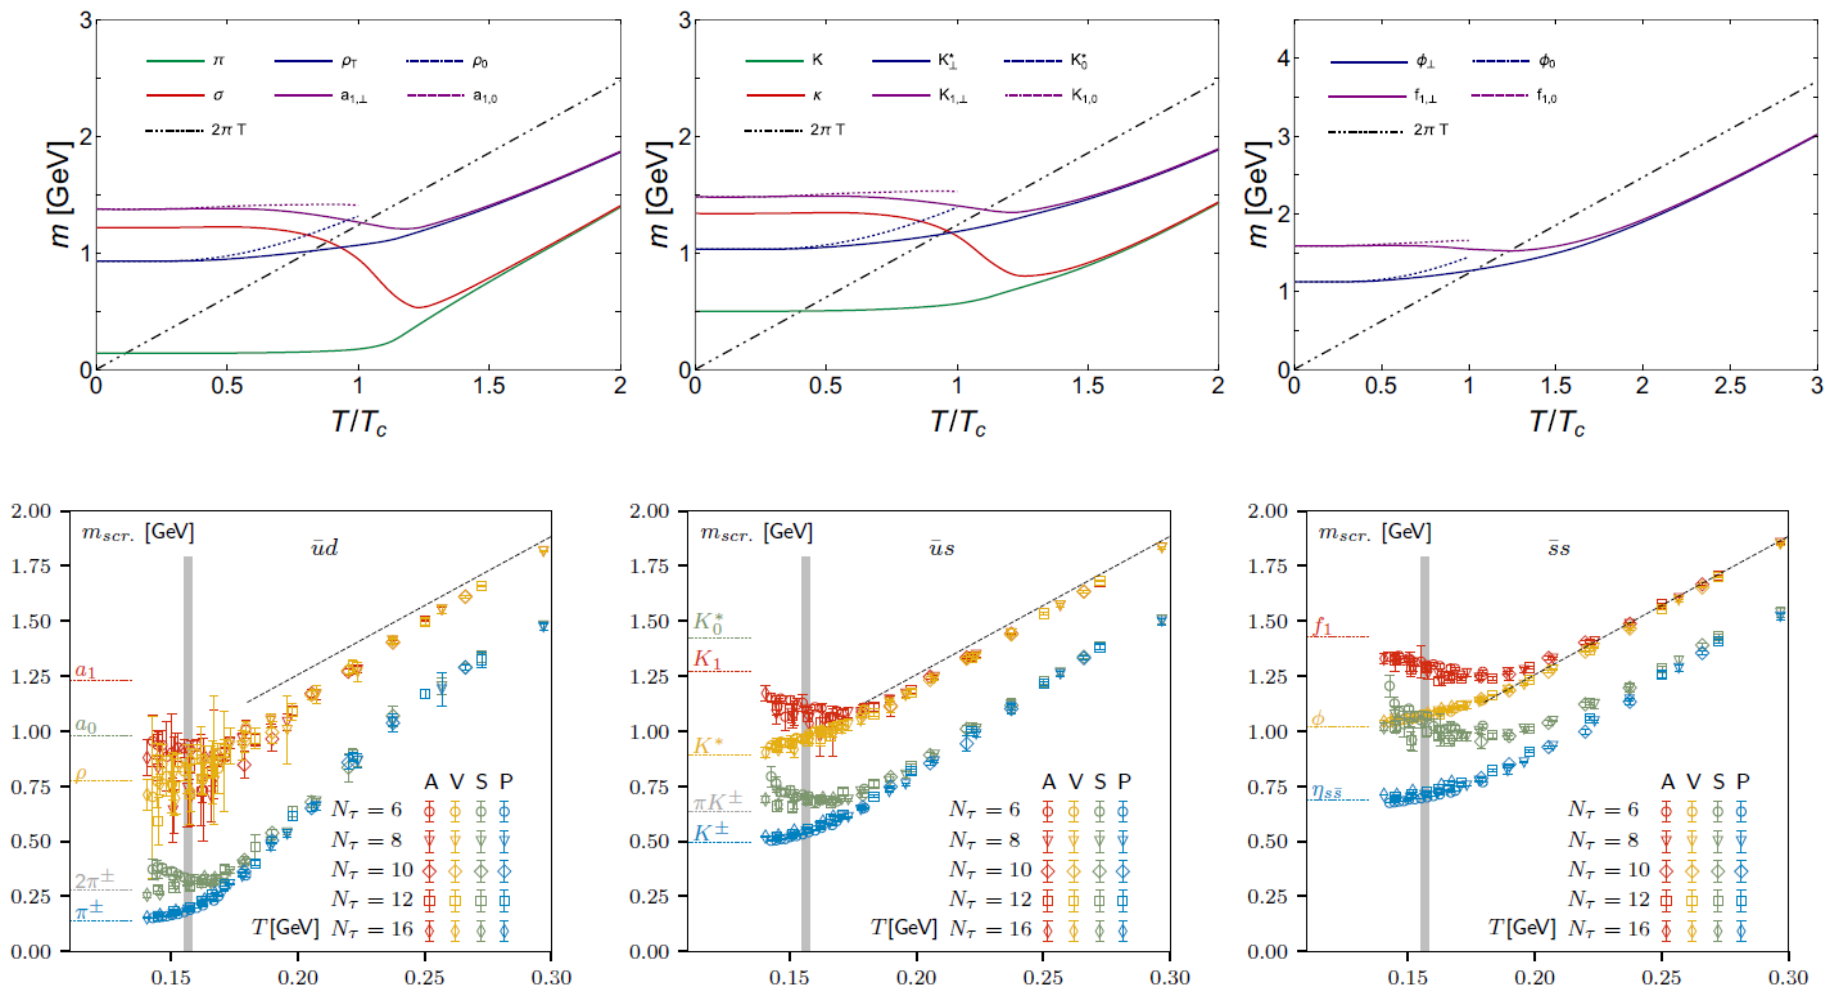 π ρT ρ0
σ a1,⊥ a1,0
2π T
m [GeV]
3
2
1
0
0 0.5 1 1.5 2
T/Tc
K K*⊥ K*0
κ K1,⊥ K1,0
2π T
m [GeV]
3
2
1
0
0 0.5 1 1.5 2
T/Tc
ϕ⊥ ϕ0
f1,⊥ f1,0
2π T
m [GeV]
4
3
2
1
0
0 0.5 1 1.5 2 2.5 3
T/Tc
mscr. [GeV]
ūd
2.00
1.75
1.50
1.25
1.00
0.75
0.50
0.25
0.00
a1
a0
ρ
2π±
π±
A V S P
Nτ = 6
Nτ = 8
Nτ = 10
Nτ = 12
T[GeV] Nτ = 16
0.15 0.20 0.25 0.30
mscr. [GeV]
ūs
2.00
1.75
1.50
1.25
1.00
0.75
0.50
0.25
0.00
K*0
K1
K*
πK±
K±
A V S P
Nτ = 6
Nτ = 8
Nτ = 10
Nτ = 12
T[GeV] Nτ = 16
0.15 0.20 0.25 0.30
mscr. [GeV]
s̄s
2.00
1.75
1.50
1.25
1.00
0.75
0.50
0.25
0.00
f1
ϕ
ηss̄
A V S P
Nτ = 6
Nτ = 8
Nτ = 10
Nτ = 12
T[GeV] Nτ = 16
0.15 0.20 0.25 0.30